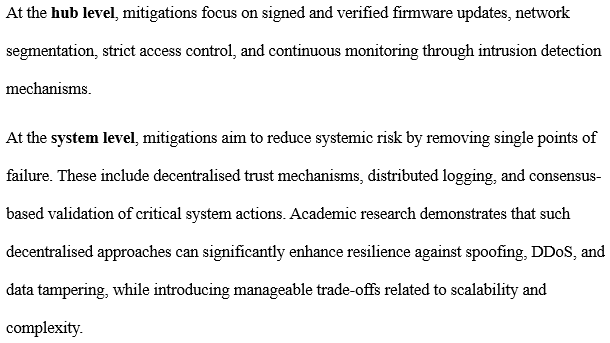 At the hub level, mitigations focus on signed and verified firmware updates, network
segmentation, strict access control, and continuous monitoring through intrusion detection
mechanisms.
At the system level, mitigations aim to reduce systemic risk by removing single points of
failure. These include decentralised trust mechanisms, distributed logging, and consensus-
based validation of critical system actions. Academic research demonstrates that such
decentralised approaches can significantly enhance resilience against spoofing, DDoS, and
data tampering, while introducing manageable trade-offs related to scalability and
complexity.